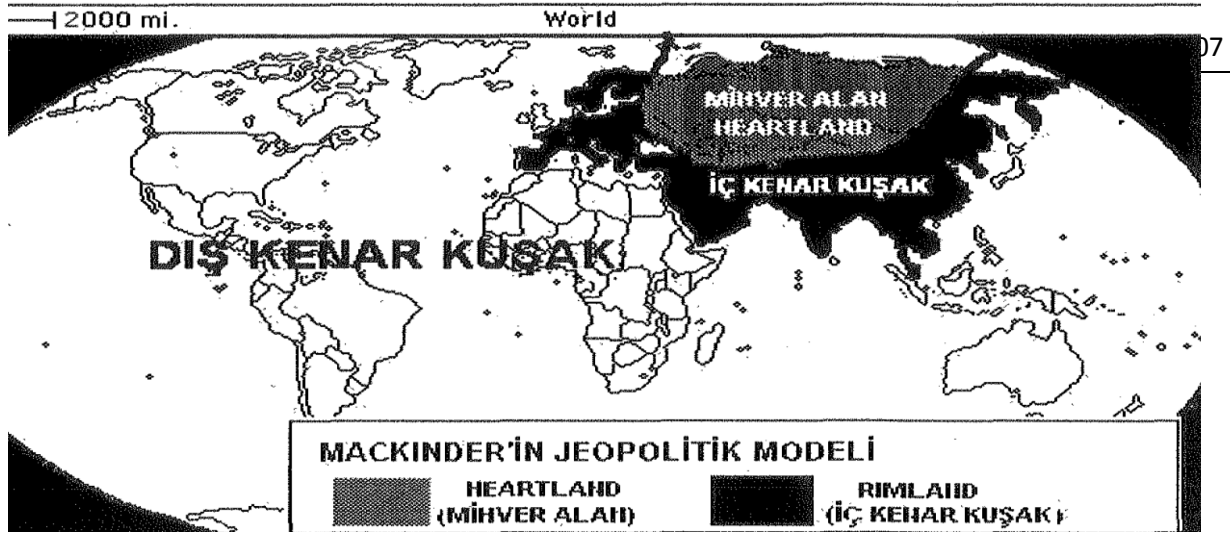 2000 mi.
World
07
MİHVER ALAN
HEARTLAND
İÇ KENAR KUŞAK
DIŞ KENAR KUŞAK
MACKINDER'İN JEOPOLİTİK MODELİ
HEARTLAND
(MİHVER ALAN)
RIMLAND
(İÇ KENAR KUŞAK)